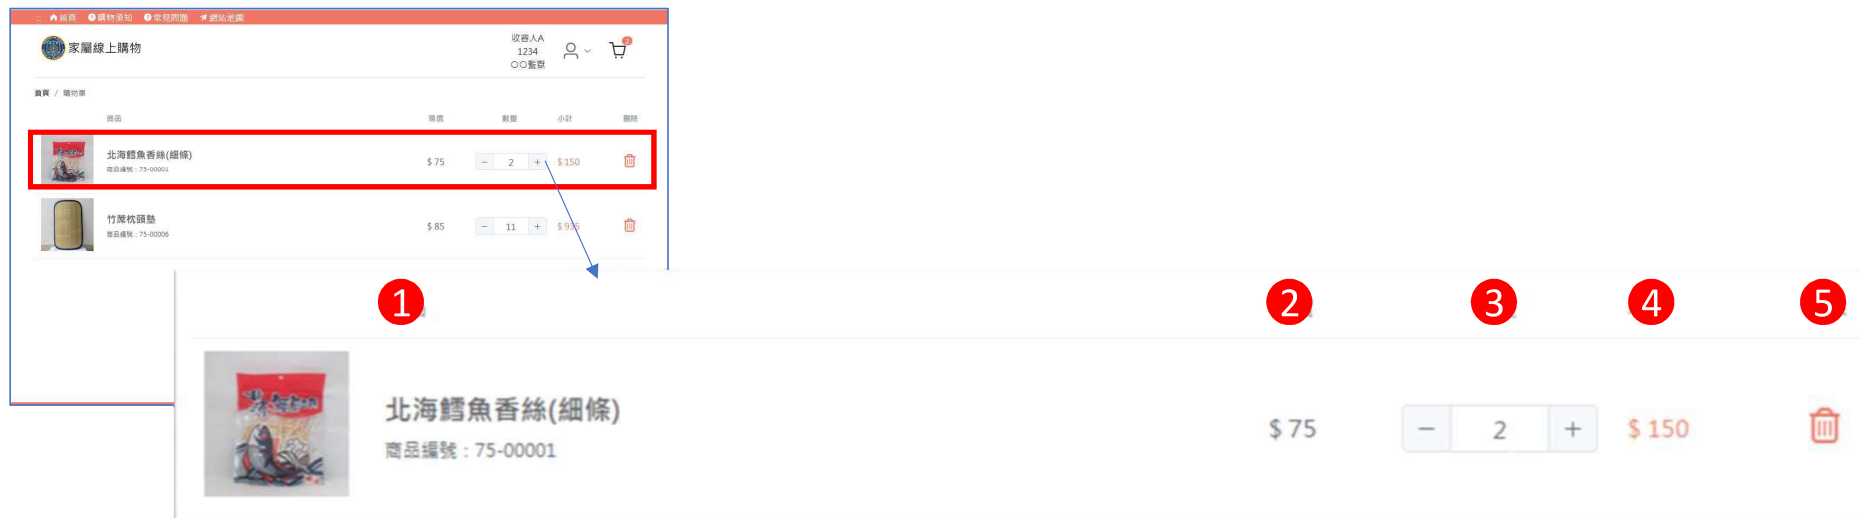 首頁 購物須知 常見問題 網站地圖
家屬線上購物
收容人A
1234
○○監獄
2
首頁 / 購物車
商品 單價 數量 小計 刪除
北海鱈魚香絲(細條)
商品編號：75-00001
$ 75 − 2 + $ 150
竹蓆枕頭墊
商品編號：75-00006
$ 85 − 11 + $ 935
1 2 3 4 5
北海鱈魚香絲(細條)
商品編號：75-00001
$ 75 − 2 + $ 150